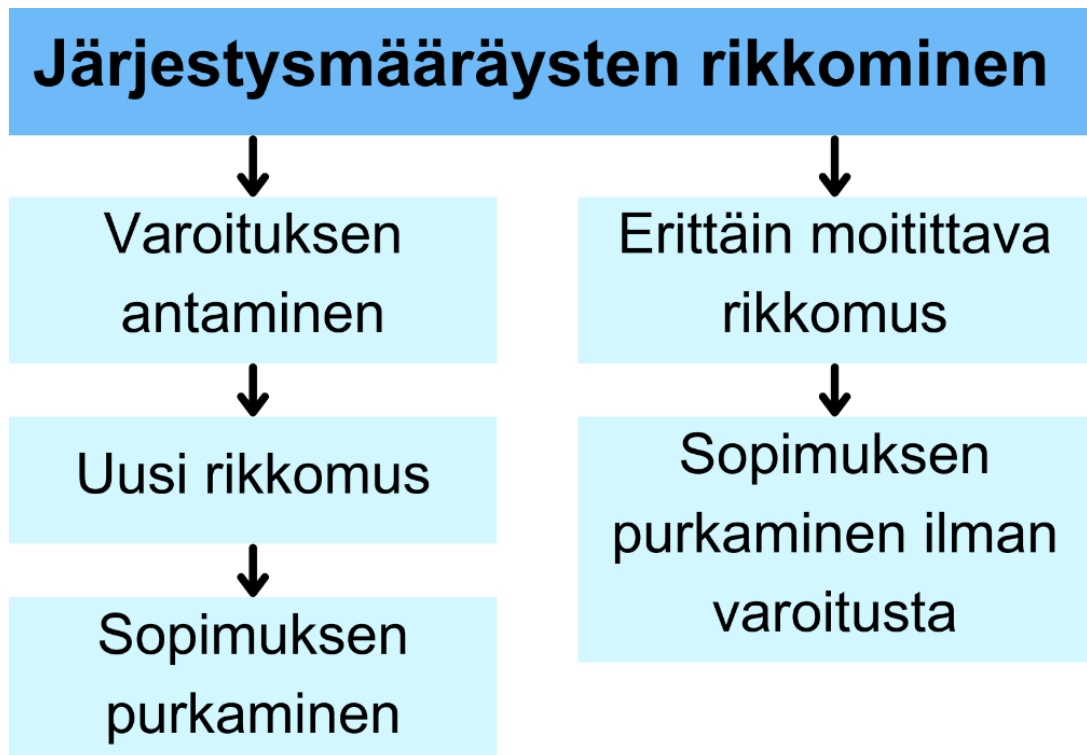 Järjestysmääräysten rikkominen
Varoituksen
antaminen
Uusi rikkomus
Sopimuksen
purkaminen
Erittäin moitittava
rikkomus
Sopimuksen
purkaminen ilman
varoitusta